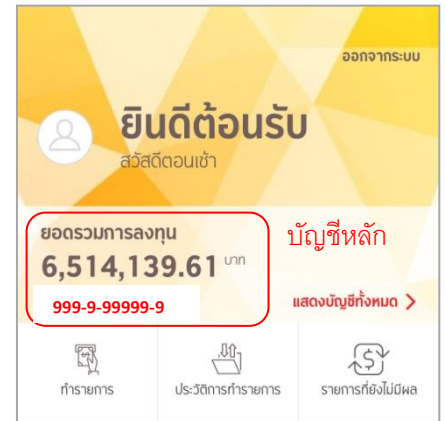 ออกจากระบบ
ยินดีต้อนรับ
สวัสดีตอนเช้า
ยอดรวมการลงทุน
บัญชีหลัก
6,514,139.61 บาท
999-9-99999-9
แสดงบัญชีทั้งหมด >
ทำรายการ
ประวัติการทำรายการ
รายการที่ยังไม่มีผล